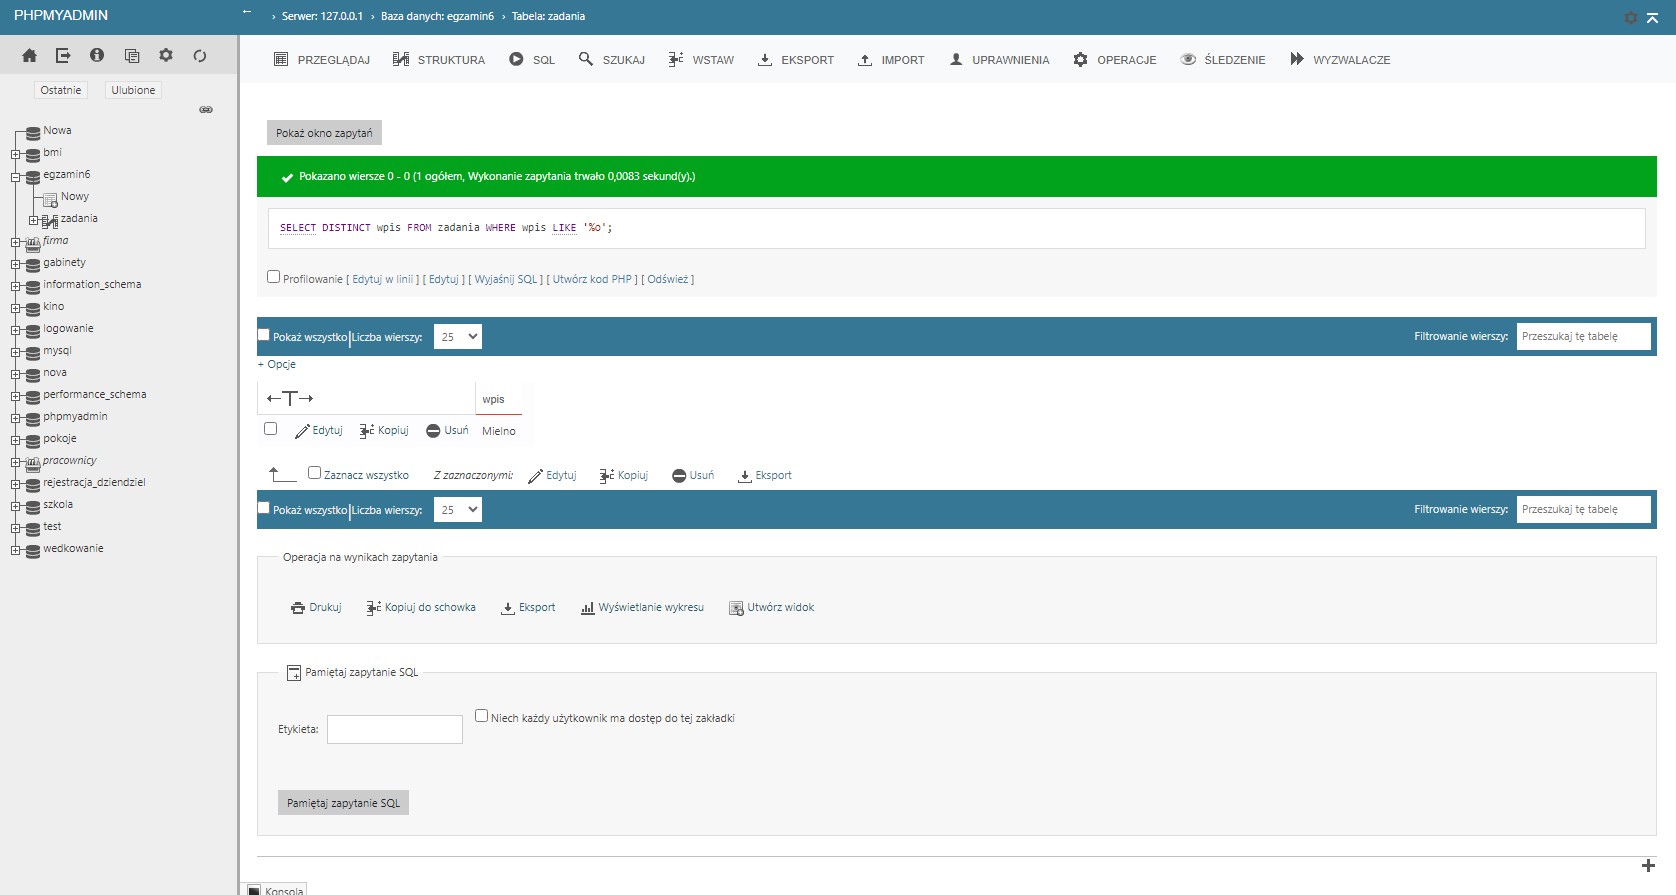 PHPMYADMIN
← › Serwer: 127.0.0.1 › Baza danych: egzamin6 › Tabela: zadania
Ostatnie Ulubione
Nowa
bmi
egzamin6
Nowy
zadania
firma
gabinety
information_schema
kino
logowanie
mysql
nova
performance_schema
phpmyadmin
pokoje
pracownicy
rejestracja_dziendziel
szkola
test
wedkowanie
PRZEGLĄDAJ STRUKTURA SQL SZUKAJ WSTAW EKSPORT IMPORT UPRAWNIENIA OPERACJE ŚLEDZENIE WYZWALACZE
Pokaż okno zapytań
Pokazano wiersze 0 - 0 (1 ogółem, Wykonanie zapytania trwało 0,0083 sekund(y).)
SELECT DISTINCT wpis FROM zadania WHERE wpis LIKE '%o';
Profilowanie [ Edytuj w linii ] [ Edytuj ] [ Wyjaśnij SQL ] [ Utwórz kod PHP ] [ Odśwież ]
Pokaż wszystko | Liczba wierszy: 25 Filtrowanie wierszy: Przeszukaj tę tabelę
+ Opcje
←T→ wpis
Edytuj Kopiuj Usuń Mielno
Zaznacz wszystko Z zaznaczonymi: Edytuj Kopiuj Usuń Eksport
Pokaż wszystko | Liczba wierszy: 25 Filtrowanie wierszy: Przeszukaj tę tabelę
Operacja na wynikach zapytania
Drukuj Kopiuj do schowka Eksport Wyświetlanie wykresu Utwórz widok
Pamiętaj zapytanie SQL
Etykieta: Niech każdy użytkownik ma dostęp do tej zakładki
Pamiętaj zapytanie SQL
Konsola